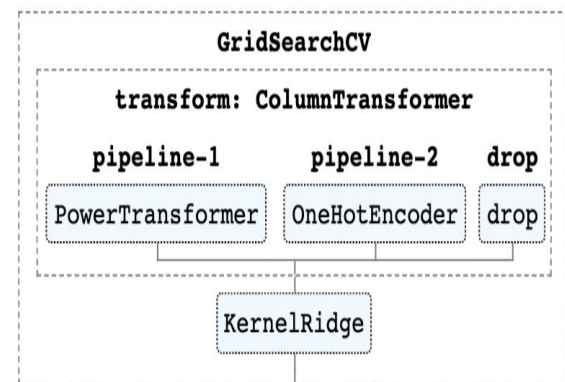 GridSearchCV
transform: ColumnTransformer
pipeline-1 pipeline-2 drop
PowerTransformer OneHotEncoder drop
KernelRidge